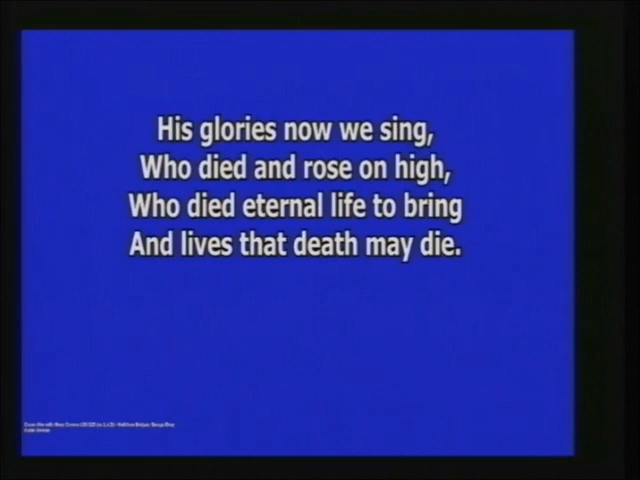 His glories now we sing,
Who died and rose on high,
Who died eternal life to bring
And lives that death may die.